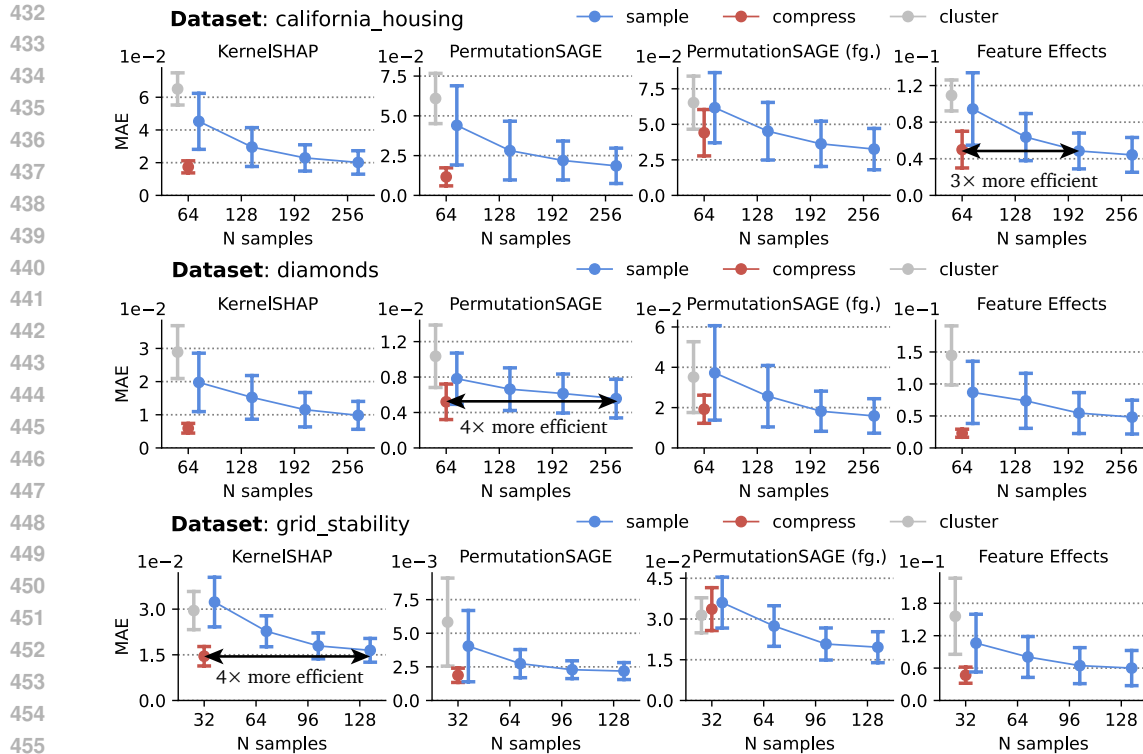 432
433
434
435
436
437
438
439
440
441
442
443
444
445
446
447
448
449
450
451
452
453
454
455
Dataset: california_housing
sample compress cluster
KernelSHAP PermutationSAGE PermutationSAGE (fg.) Feature Effects
1e−2 1e−2 1e−2 1e−1
MAE
6 4 2 0
7.5 5.0 2.5 0.0
7.5 5.0 2.5 0.0
1.2 0.8 0.4 0.0
3× more efficient
64 128 192 256 64 128 192 256 64 128 192 256 64 128 192 256
N samples N samples N samples N samples
Dataset: diamonds
sample compress cluster
KernelSHAP PermutationSAGE PermutationSAGE (fg.) Feature Effects
1e−2 1e−2 1e−2 1e−1
MAE
3 2 1 0
1.2 0.8 0.4 0.0
6 4 2 0
1.5 1.0 0.5 0.0
4× more efficient
64 128 192 256 64 128 192 256 64 128 192 256 64 128 192 256
N samples N samples N samples N samples
Dataset: grid_stability
sample compress cluster
KernelSHAP PermutationSAGE PermutationSAGE (fg.) Feature Effects
1e−2 1e−3 1e−2 1e−1
MAE
3.0 1.5 0.0
7.5 5.0 2.5 0.0
4.5 3.0 1.5 0.0
1.8 1.2 0.6 0.0
4× more efficient
32 64 96 128 32 64 96 128 32 64 96 128 32 64 96 128
N samples N samples N samples N samples